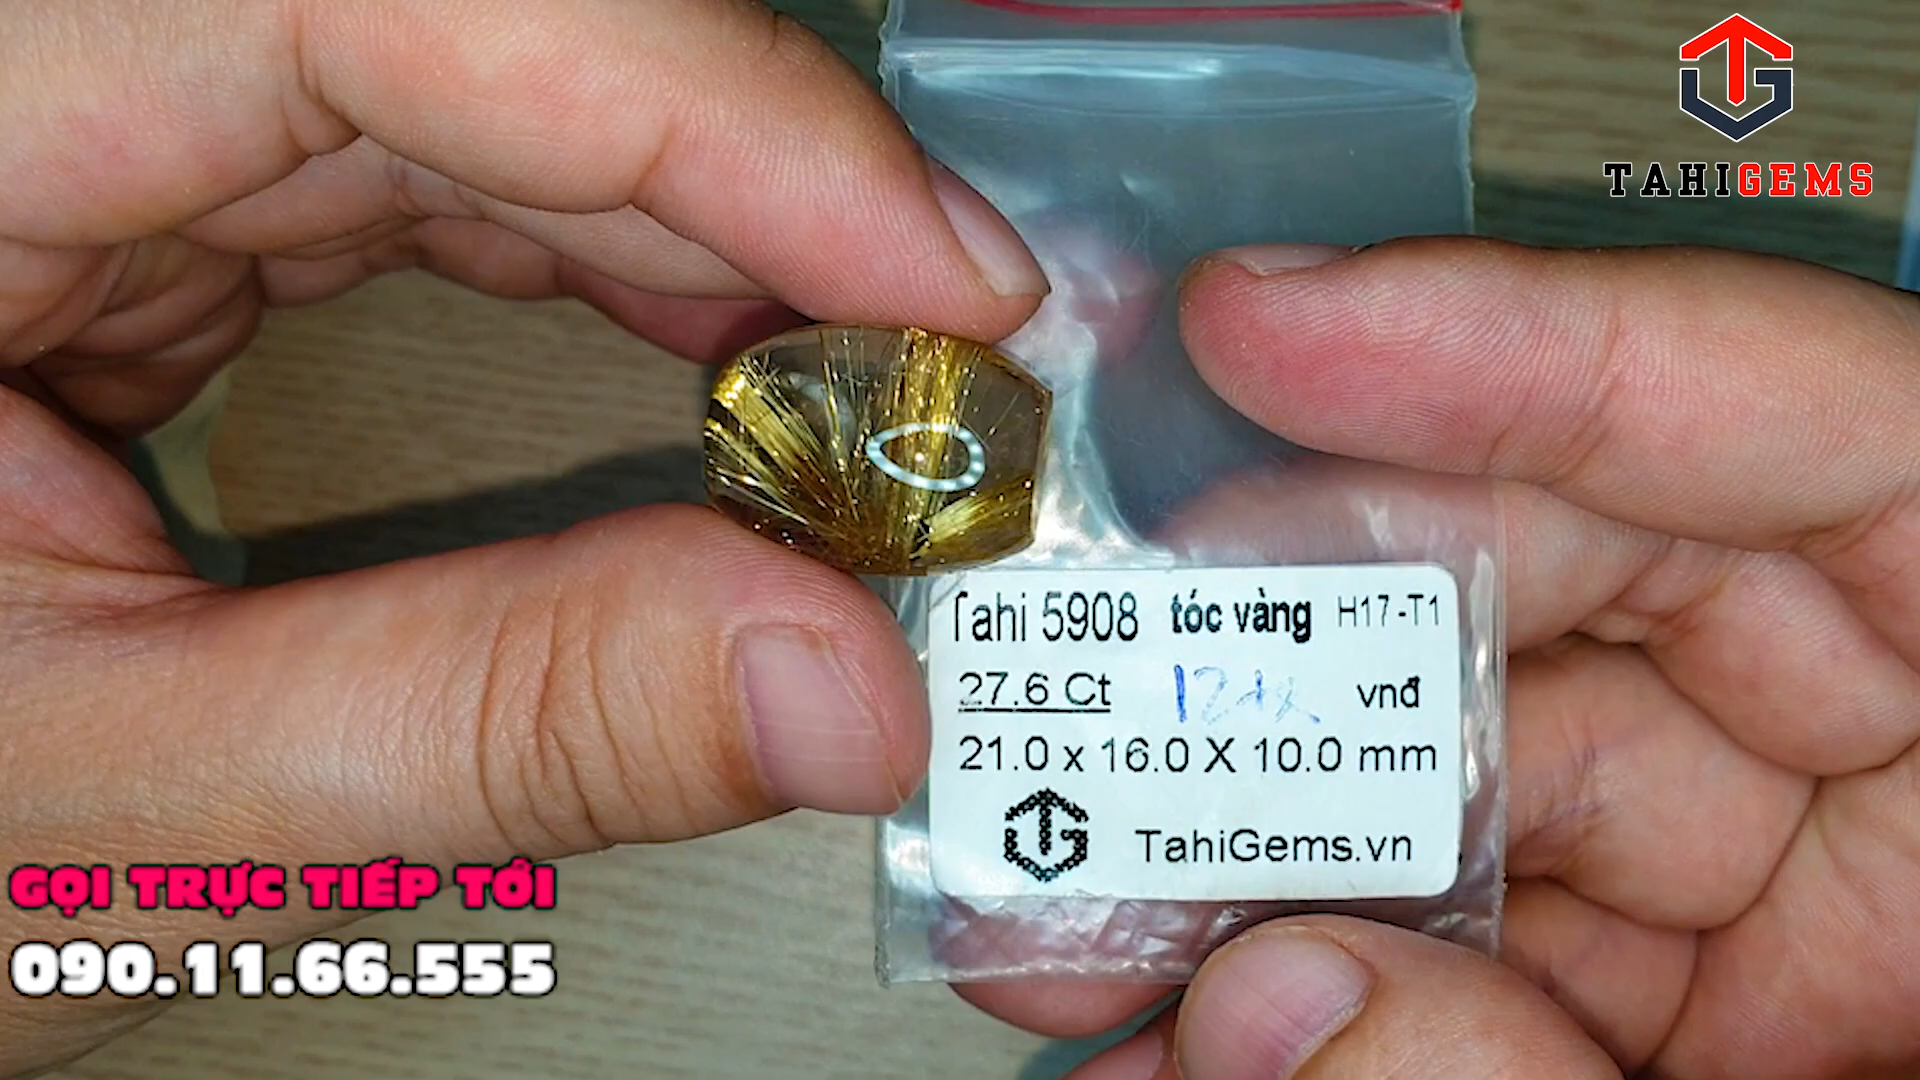 TAHIGEMS
Tahi 5908 tóc vàng H17-T1
27.6 Ct vnđ
21.0 x 16.0 X 10.0 mm
TG TahiGems.vn
GỌI TRỰC TIẾP TỚI
090.11.66.555